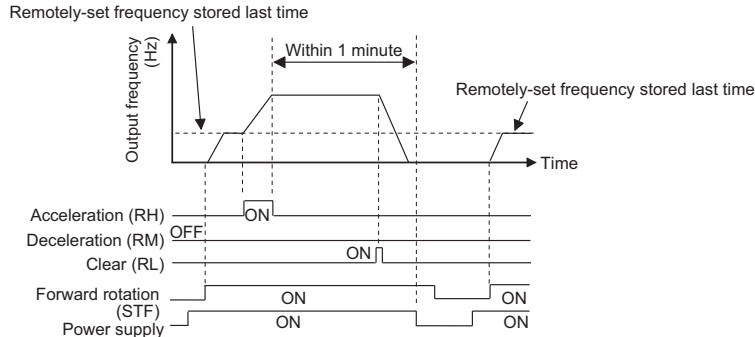 Remotely-set frequency stored last time
Output frequency
(Hz)
Within 1 minute
Remotely-set frequency stored last time
Time
Acceleration (RH)
ON
Deceleration (RM)
OFF
Clear (RL)
ON
Forward rotation
(STF)
ON
ON
Power supply
ON
ON